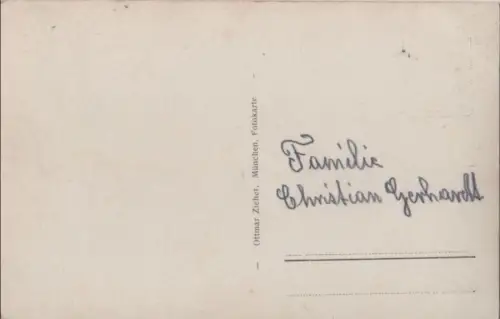 Familie
Christian Gerhardt
Ottmar Zieher, München, Fotokarte